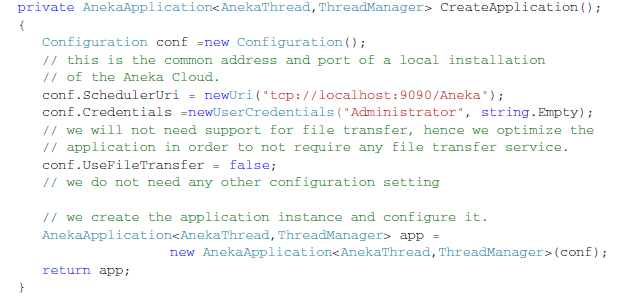 private AnekaApplication<AnekaThread,ThreadManager> CreateApplication();
{
Configuration conf =new Configuration();
// this is the common address and port of a local installation
// of the Aneka Cloud.
conf.SchedulerUri = newUri("tcp://localhost:9090/Aneka");
conf.Credentials =newUserCredentials("Administrator", string.Empty);
// we will not need support for file transfer, hence we optimize the
// application in order to not require any file transfer service.
conf.UseFileTransfer = false;
// we do not need any other configuration setting
// we create the application instance and configure it.
AnekaApplication<AnekaThread,ThreadManager> app =
new AnekaApplication<AnekaThread,ThreadManager>(conf);
return app;
}